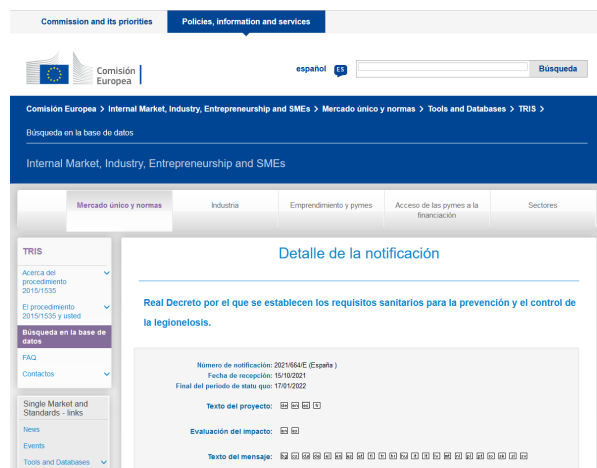 Commission and its priorities
Policies, information and services
Comisión
Europea
español ES
Búsqueda
Comisión Europea > Internal Market, Industry, Entrepreneurship and SMEs > Mercado único y normas > Tools and Databases > TRIS >
Búsqueda en la base de datos
Internal Market, Industry, Entrepreneurship and SMEs
Mercado único y normas
Industria
Emprendimiento y pymes
Acceso de las pymes a la
financiación
Sectores
TRIS
Acerca del
procedimiento
2015/1535
El procedimiento
2015/1535 y usted
Búsqueda en la base de
datos
FAQ
Contactos
Single Market and
Standards - links
News
Events
Tools and Databases
Detalle de la notificación
Real Decreto por el que se establecen los requisitos sanitarios para la prevención y el control de
la legionelosis.
Número de notificación: 2021/664/E (España )
Fecha de recepción: 15/10/2021
Final del periodo de statu quo: 17/01/2022
Texto del proyecto: de en es fr
Evaluación del impacto: en es
Texto del mensaje: